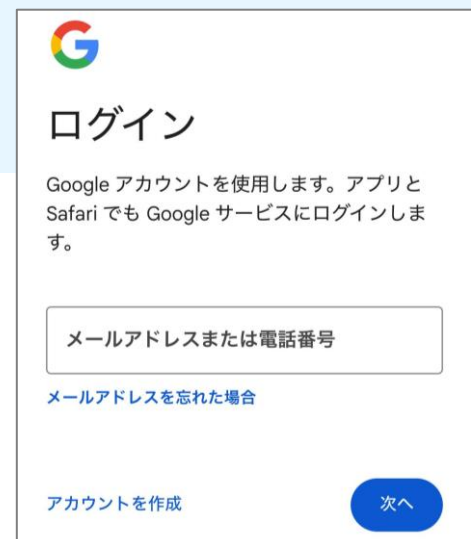 ログイン
Google アカウントを使用します。アプリと
Safari でも Google サービスにログインしま
す。
メールアドレスまたは電話番号
メールアドレスを忘れた場合
アカウントを作成
次へ